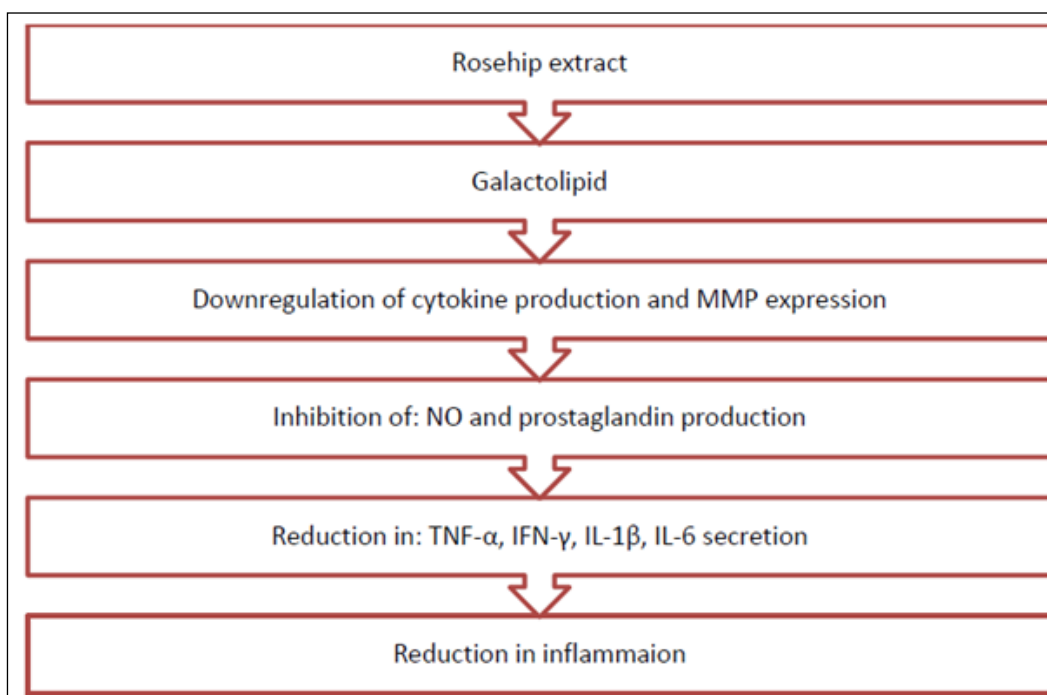 Rosehip extract
Galactolipid
Downregulation of cytokine production and MMP expression
Inhibition of: NO and prostaglandin production
Reduction in: TNF-α, IFN-γ, IL-1β, IL-6 secretion
Reduction in inflammaion